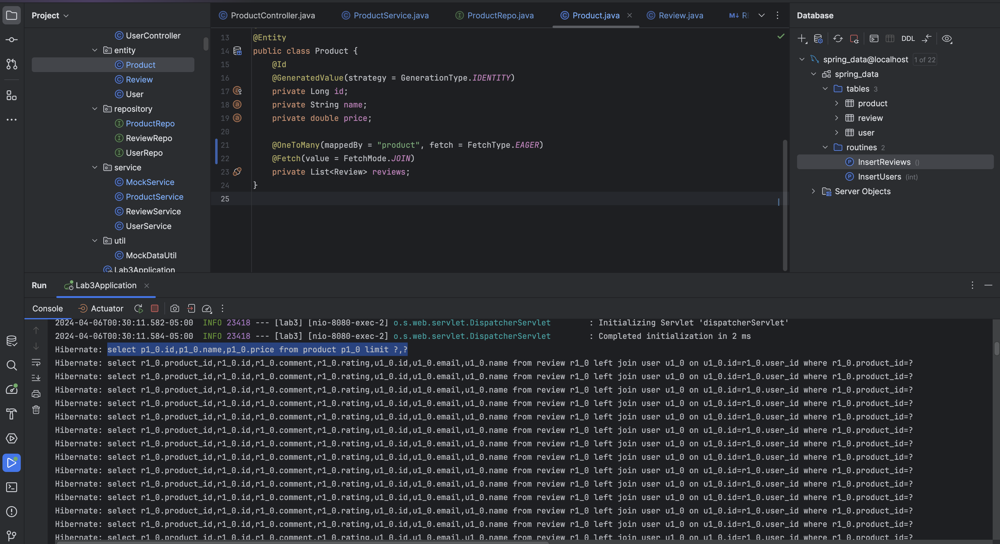 Project
UserController
entity
Product
Review
User
repository
ProductRepo
ReviewRepo
UserRepo
service
MockService
ProductService
ReviewService
UserService
util
MockDataUtil
Lab3Application
ProductController.java
ProductService.java
ProductRepo.java
Product.java
Review.java
M↓
13 @Entity
14 public class Product {
15 @Id
16 @GeneratedValue(strategy = GenerationType.IDENTITY)
17 private Long id;
18 private String name;
19 private double price;
20
21 @OneToMany(mappedBy = "product", fetch = FetchType.EAGER)
22 @Fetch(value = FetchMode.JOIN)
23 private List<Review> reviews;
24 }
25
Database
DDL
spring_data@localhost 1 of 22
spring_data
tables 3
product
review
user
routines 2
InsertReviews ()
InsertUsers (int)
Server Objects
Run Lab3Application
Console Actuator
2024-04-06T00:30:11.582-05:00 INFO 23418 --- [lab3] [nio-8080-exec-2] o.s.web.servlet.DispatcherServlet : Initializing Servlet 'dispatcherServlet'
2024-04-06T00:30:11.584-05:00 INFO 23418 --- [lab3] [nio-8080-exec-2] o.s.web.servlet.DispatcherServlet : Completed initialization in 2 ms
Hibernate: select p1_0.id,p1_0.name,p1_0.price from product p1_0 limit ?,?
Hibernate: select r1_0.product_id,r1_0.id,r1_0.comment,r1_0.rating,u1_0.id,u1_0.email,u1_0.name from review r1_0 left join user u1_0 on u1_0.id=r1_0.user_id where r1_0.product_id=?
Hibernate: select r1_0.product_id,r1_0.id,r1_0.comment,r1_0.rating,u1_0.id,u1_0.email,u1_0.name from review r1_0 left join user u1_0 on u1_0.id=r1_0.user_id where r1_0.product_id=?
Hibernate: select r1_0.product_id,r1_0.id,r1_0.comment,r1_0.rating,u1_0.id,u1_0.email,u1_0.name from review r1_0 left join user u1_0 on u1_0.id=r1_0.user_id where r1_0.product_id=?
Hibernate: select r1_0.product_id,r1_0.id,r1_0.comment,r1_0.rating,u1_0.id,u1_0.email,u1_0.name from review r1_0 left join user u1_0 on u1_0.id=r1_0.user_id where r1_0.product_id=?
Hibernate: select r1_0.product_id,r1_0.id,r1_0.comment,r1_0.rating,u1_0.id,u1_0.email,u1_0.name from review r1_0 left join user u1_0 on u1_0.id=r1_0.user_id where r1_0.product_id=?
Hibernate: select r1_0.product_id,r1_0.id,r1_0.comment,r1_0.rating,u1_0.id,u1_0.email,u1_0.name from review r1_0 left join user u1_0 on u1_0.id=r1_0.user_id where r1_0.product_id=?
Hibernate: select r1_0.product_id,r1_0.id,r1_0.comment,r1_0.rating,u1_0.id,u1_0.email,u1_0.name from review r1_0 left join user u1_0 on u1_0.id=r1_0.user_id where r1_0.product_id=?
Hibernate: select r1_0.product_id,r1_0.id,r1_0.comment,r1_0.rating,u1_0.id,u1_0.email,u1_0.name from review r1_0 left join user u1_0 on u1_0.id=r1_0.user_id where r1_0.product_id=?
Hibernate: select r1_0.product_id,r1_0.id,r1_0.comment,r1_0.rating,u1_0.id,u1_0.email,u1_0.name from review r1_0 left join user u1_0 on u1_0.id=r1_0.user_id where r1_0.product_id=?
Hibernate: select r1_0.product_id,r1_0.id,r1_0.comment,r1_0.rating,u1_0.id,u1_0.email,u1_0.name from review r1_0 left join user u1_0 on u1_0.id=r1_0.user_id where r1_0.product_id=?
Hibernate: select r1_0.product_id,r1_0.id,r1_0.comment,r1_0.rating,u1_0.id,u1_0.email,u1_0.name from review r1_0 left join user u1_0 on u1_0.id=r1_0.user_id where r1_0.product_id=?
Hibernate: select r1_0.product_id,r1_0.id,r1_0.comment,r1_0.rating,u1_0.id,u1_0.email,u1_0.name from review r1_0 left join user u1_0 on u1_0.id=r1_0.user_id where r1_0.product_id=?
Hibernate: select r1_0.product_id,r1_0.id,r1_0.comment,r1_0.rating,u1_0.id,u1_0.email,u1_0.name from review r1_0 left join user u1_0 on u1_0.id=r1_0.user_id where r1_0.product_id=?
Hibernate: select r1_0.product_id,r1_0.id,r1_0.comment,r1_0.rating,u1_0.id,u1_0.email,u1_0.name from review r1_0 left join user u1_0 on u1_0.id=r1_0.user_id where r1_0.product_id=?